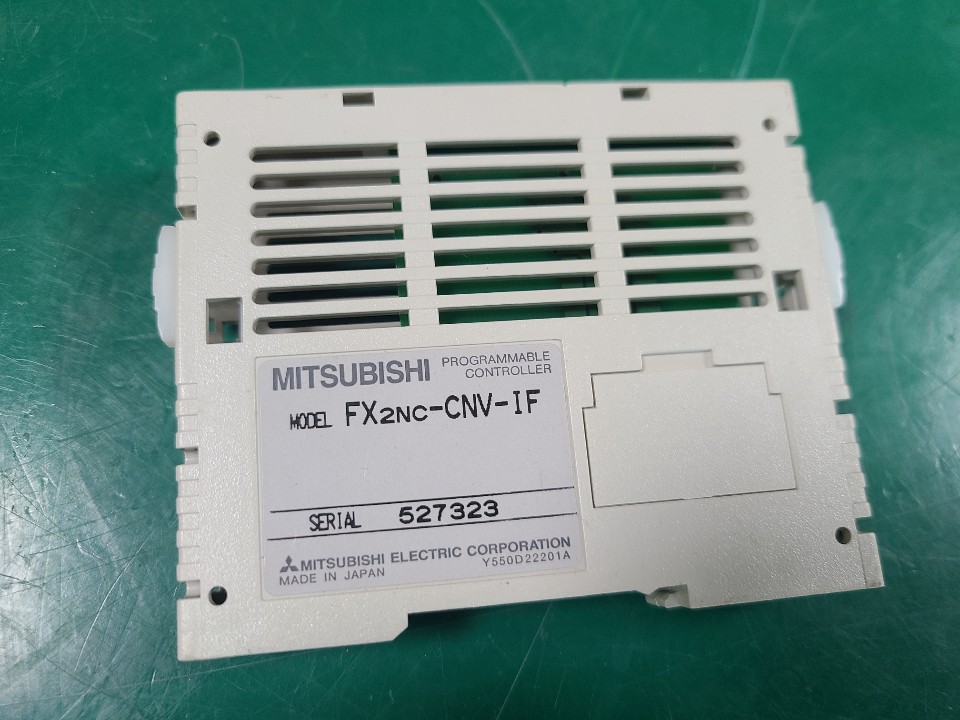 MITSUBISHI PROGRAMMABLE
CONTROLLER
MODEL FX2NC-CNV-IF
SERIAL 527323
MITSUBISHI ELECTRIC CORPORATION
MADE IN JAPAN Y550D22201A